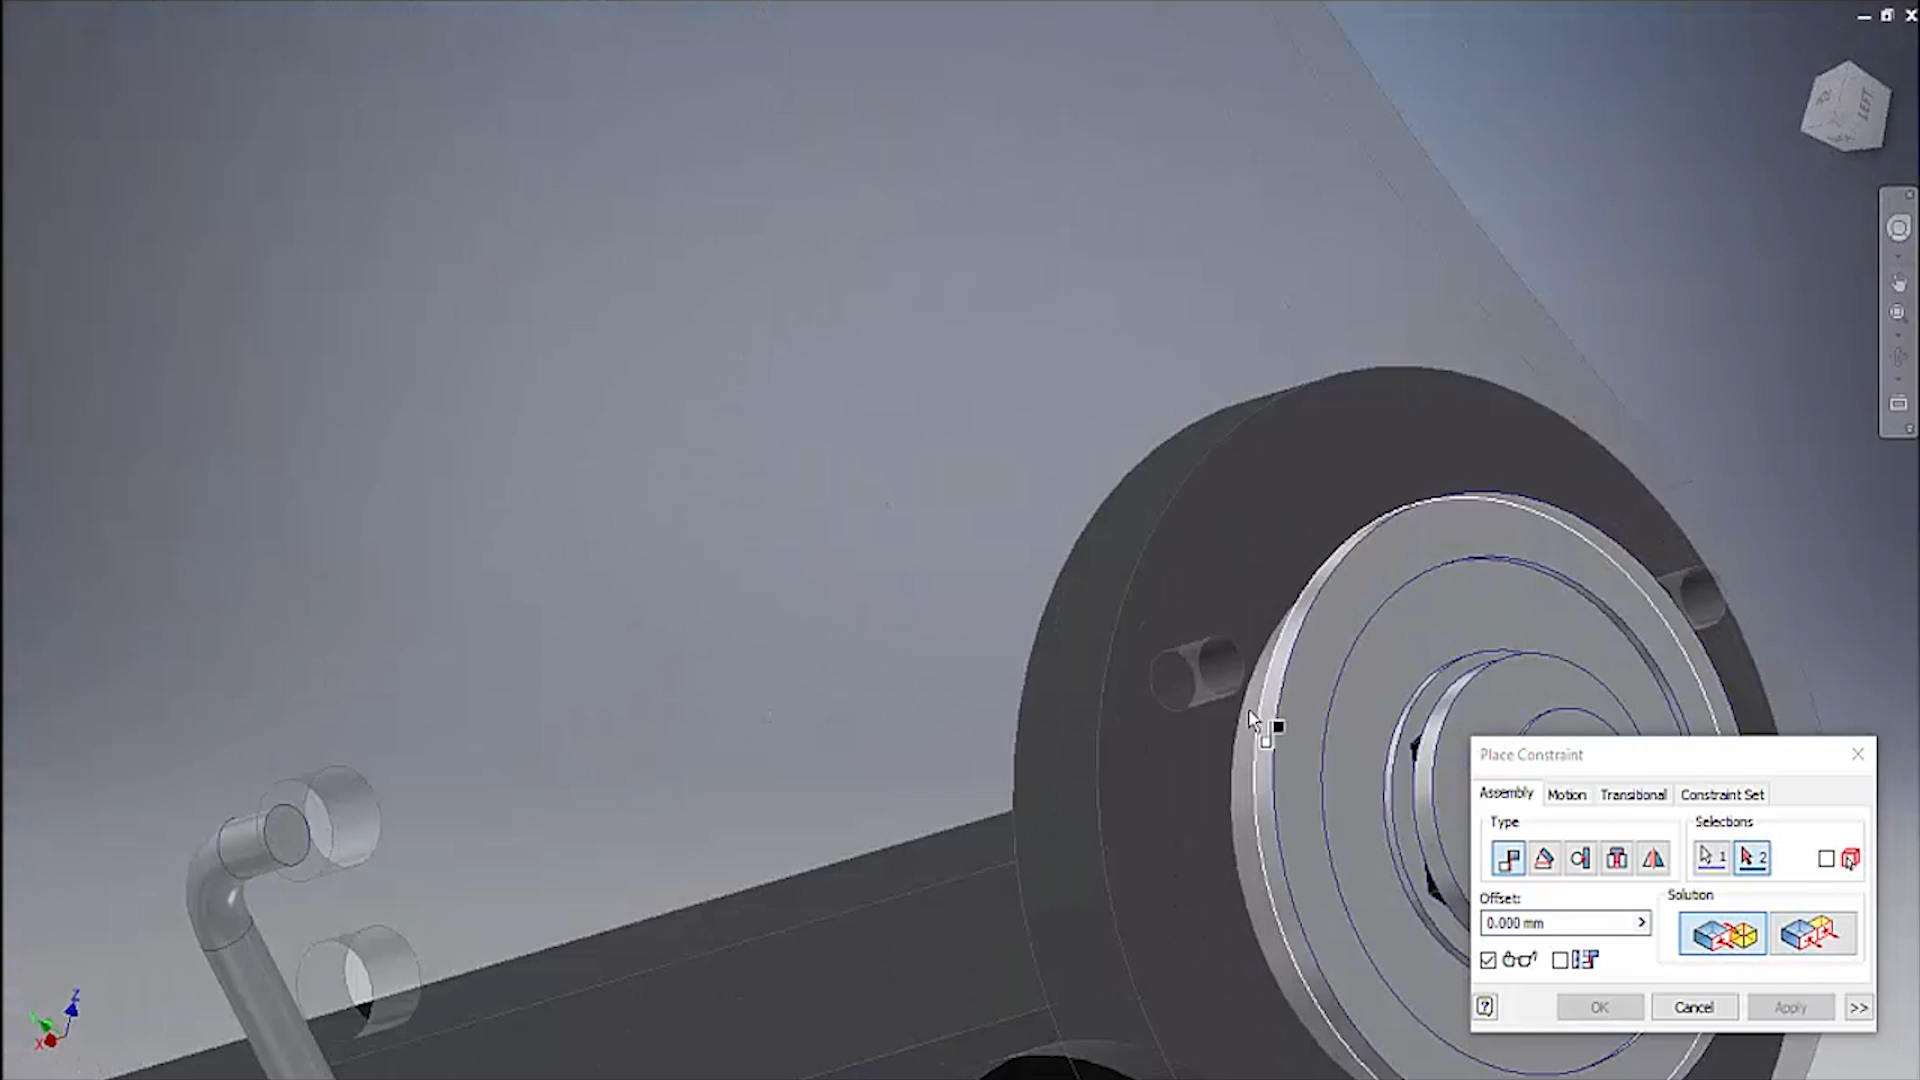 LEFT
Place Constraint
Assembly Motion Transitional Constraint Set
Type
Selections
1 2
Offset:
Solution
0.000 mm
OK Cancel Apply >>
Z
X